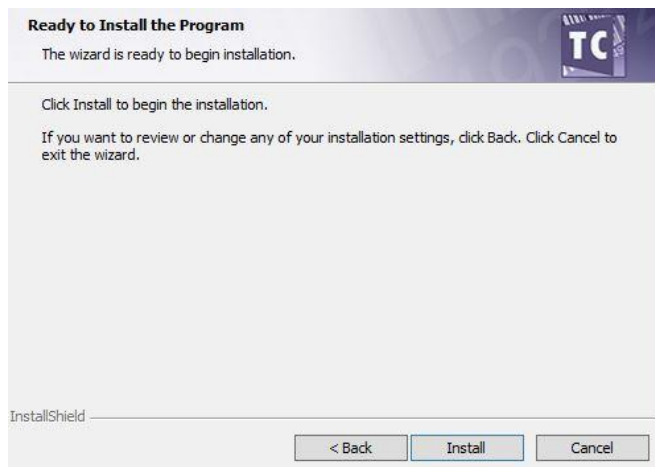 Ready to Install the Program
The wizard is ready to begin installation.
TC
Click Install to begin the installation.
If you want to review or change any of your installation settings, click Back. Click Cancel to
exit the wizard.
InstallShield
< Back
Install
Cancel